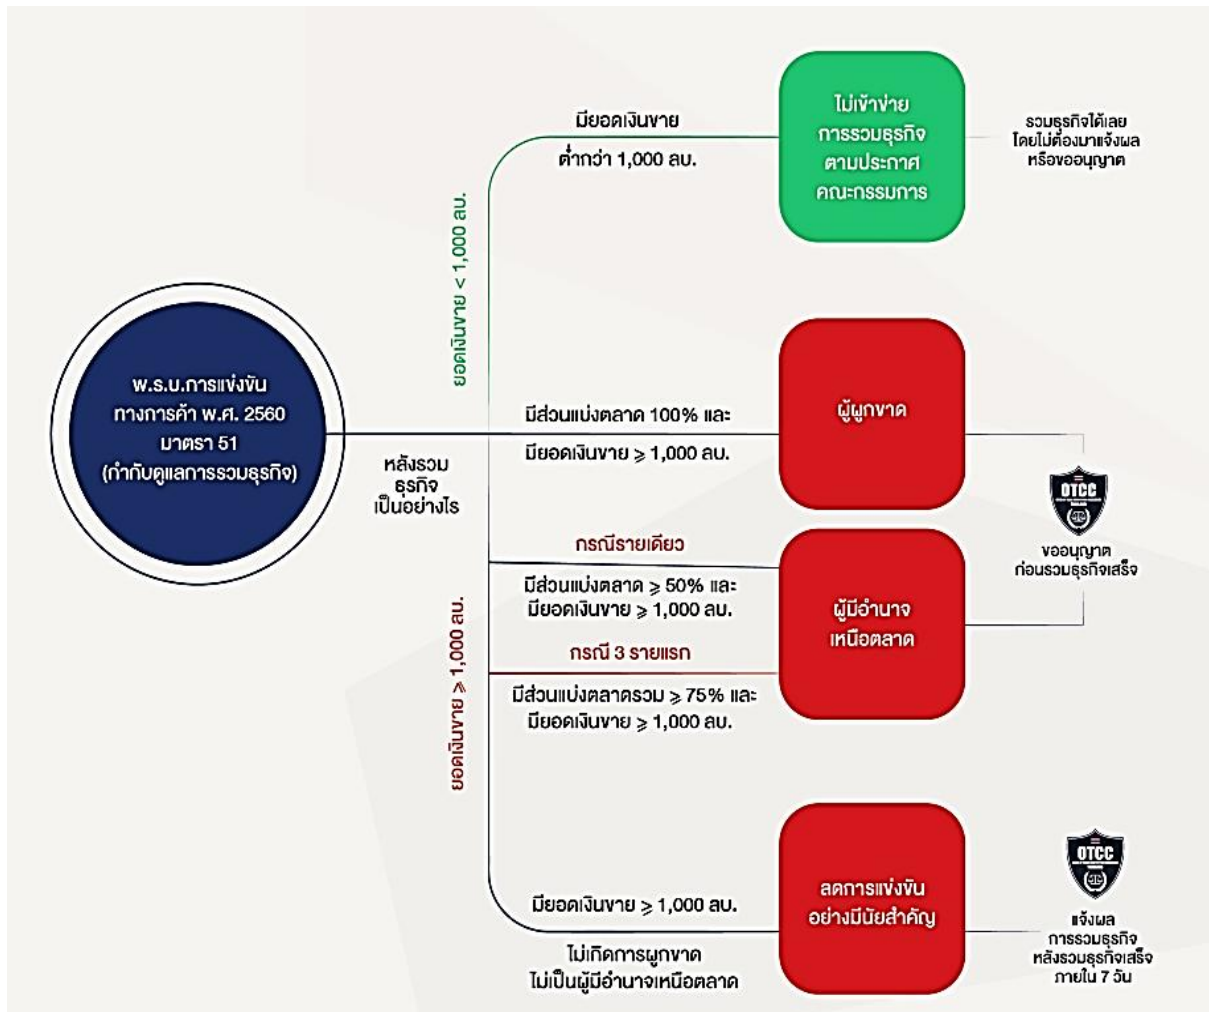 พ.ร.บ.การแข่งขัน
ทางการค้า พ.ศ. 2560
มาตรา 51
(กำกับดูแลการรวมธุรกิจ)
หลังรวม
ธุรกิจ
เป็นอย่างไร
ยอดเงินขาย < 1,000 ลบ.
มียอดเงินขาย
ต่ำกว่า 1,000 ลบ.
ไม่เข้าข่าย
การรวมธุรกิจ
ตามประกาศ
คณะกรรมการ
รวมธุรกิจได้เลย
โดยไม่ต้องมาแจ้งผล
หรือขออนุญาต
มีส่วนแบ่งตลาด 100% และ
มียอดเงินขาย ⩾ 1,000 ลบ.
ผู้ผูกขาด
ยอดเงินขาย ⩾ 1,000 ลบ.
กรณีรายเดียว
มีส่วนแบ่งตลาด ⩾ 50% และ
มียอดเงินขาย ⩾ 1,000 ลบ.
กรณี 3 รายแรก
มีส่วนแบ่งตลาดรวม ⩾ 75% และ
มียอดเงินขาย ⩾ 1,000 ลบ.
ผู้มีอำนาจ
เหนือตลาด
OTCC
ขออนุญาต
ก่อนรวมธุรกิจเสร็จ
มียอดเงินขาย ⩾ 1,000 ลบ.
ไม่เกิดการผูกขาด
ไม่เป็นผู้มีอำนาจเหนือตลาด
ลดการแข่งขัน
อย่างมีนัยสำคัญ
OTCC
แจ้งผล
การรวมธุรกิจ
หลังรวมธุรกิจเสร็จ
ภายใน 7 วัน